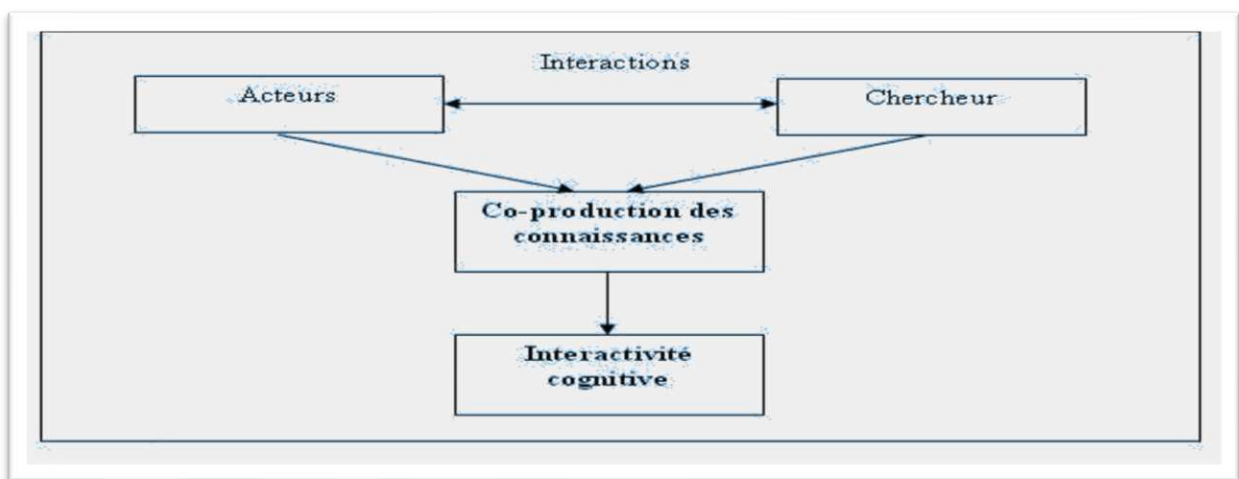 Interactions
Acteurs
Chercheur
Co-production des
connaissances
Interactivité
cognitive